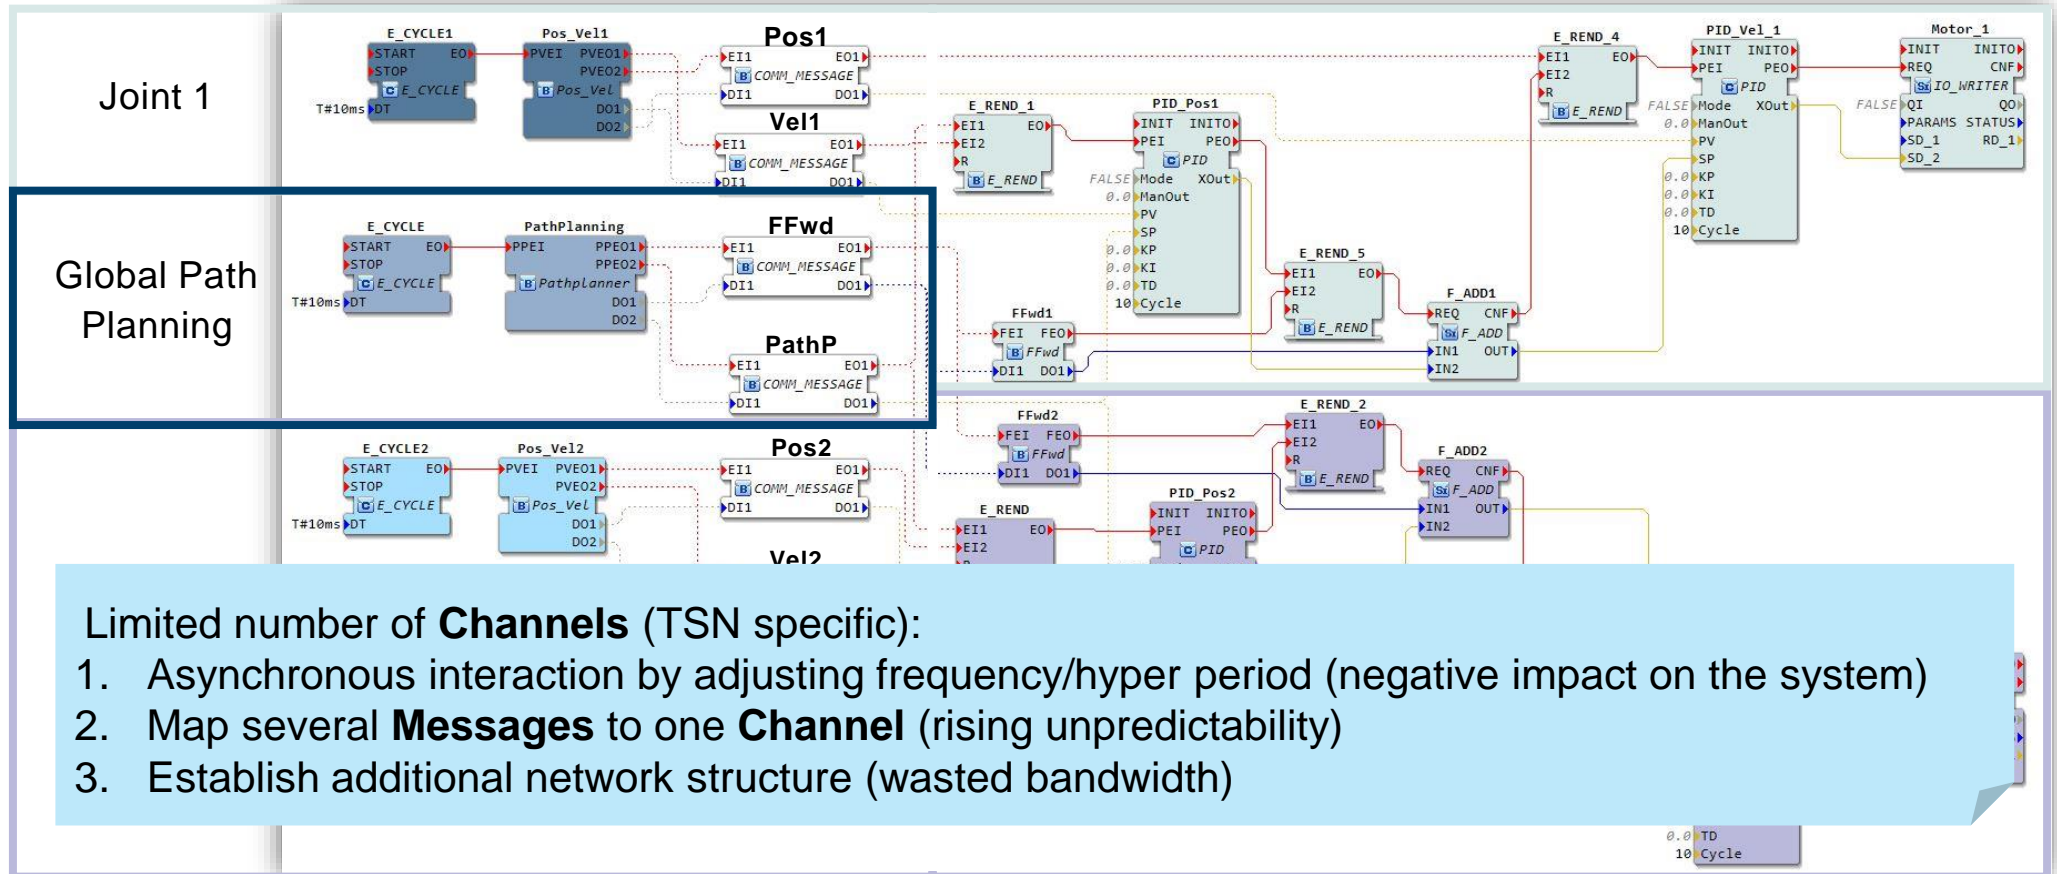 Joint 1
E_CYCLE1
START EO
STOP
E_CYCLE
T#10ms DT
Pos_Vel1
PVEI PVEO1
PVEO2
Pos_Vel
DO1
DO2
Pos1
EI1 EO1
COMM_MESSAGE
DI1 DO1
Vel1
EI1 EO1
COMM_MESSAGE
DI1 DO1
E_REND_1
EI1 EO
EI2
R
E_REND
PID_Pos1
INIT INITO
PEI PEO
PID
FALSE Mode XOut
0.0 ManOut
PV
SP
0.0 KP
0.0 KI
0.0 TD
10 Cycle
E_REND_4
EI1 EO
EI2
R
E_REND
PID_Vel_1
INIT INITO
PEI PEO
PID
FALSE Mode XOut
0.0 ManOut
PV
SP
0.0 KP
0.0 KI
0.0 TD
10 Cycle
Motor_1
INIT INITO
REQ CNF
IO_WRITER
FALSE QI QO
PARAMS STATUS
SD_1 RD_1
SD_2
E_REND_5
EI1 EO
EI2
R
E_REND
F_ADD1
REQ CNF
F_ADD
IN1 OUT
IN2
FFwd1
FEI FEO
FFwd
DI1 DO1
Global Path
Planning
E_CYCLE
START EO
STOP
E_CYCLE
T#10ms DT
PathPlanning
PPEI PPEO1
PPEO2
Pathplanner
DO1
DO2
FFwd
EI1 EO1
COMM_MESSAGE
DI1 DO1
PathP
EI1 EO1
COMM_MESSAGE
DI1 DO1
E_CYCLE2
START EO
STOP
E_CYCLE
T#10ms DT
Pos_Vel2
PVEI PVEO1
PVEO2
Pos_Vel
DO1
DO2
Pos2
EI1 EO1
COMM_MESSAGE
DI1 DO1
Vel2
FFwd2
FEI FEO
FFwd
DI1 DO1
E_REND
EI1 EO
EI2
PID_Pos2
INIT INITO
PEI PEO
PID
E_REND_2
EI1 EO
EI2
R
E_REND
F_ADD2
REQ CNF
F_ADD
IN1 OUT
IN2
Limited number of Channels (TSN specific):
1. Asynchronous interaction by adjusting frequency/hyper period (negative impact on the system)
2. Map several Messages to one Channel (rising unpredictability)
3. Establish additional network structure (wasted bandwidth)
0.0 TD
10 Cycle